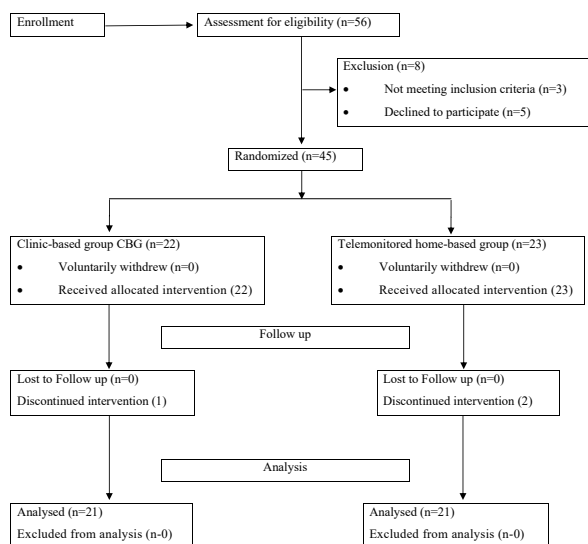 Enrollment
Assessment for eligibility (n=56)
Exclusion (n=8)
• Not meeting inclusion criteria (n=3)
• Declined to participate (n=5)
Randomized (n=45)
Clinic-based group CBG (n=22)
• Voluntarily withdrew (n=0)
• Received allocated intervention (22)
Telemonitored home-based group (n=23)
• Voluntarily withdrew (n=0)
• Received allocated intervention (23)
Follow up
Lost to Follow up (n=0)
Discontinued intervention (1)
Lost to Follow up (n=0)
Discontinued intervention (2)
Analysis
Analysed (n=21)
Excluded from analysis (n-0)
Analysed (n=21)
Excluded from analysis (n-0)